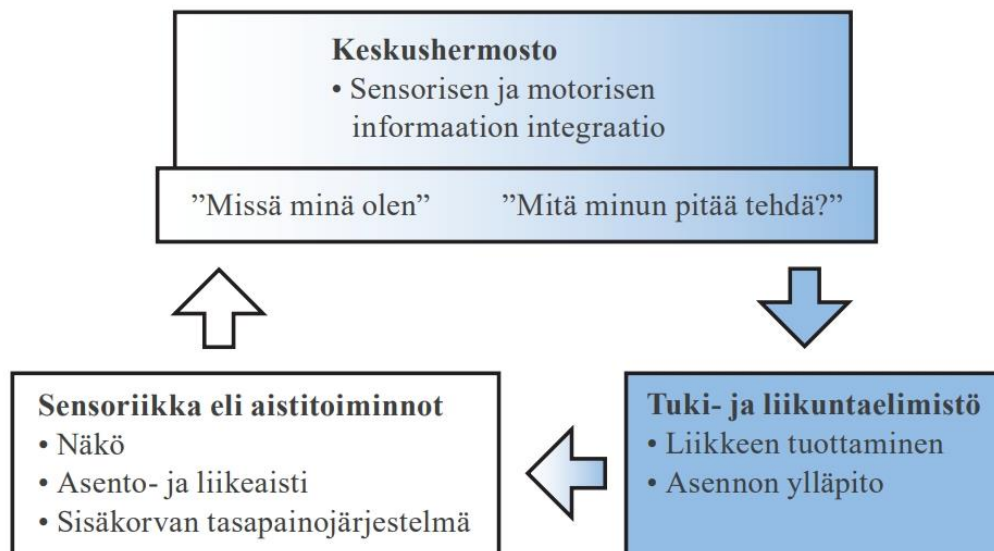 Keskushermosto
• Sensorisen ja motorisen
informaation integraatio
”Missä minä olen” ”Mitä minun pitää tehdä?”
Sensoriikka eli aistitoiminnot
• Näkö
• Asento- ja liikeaisti
• Sisäkorvan tasapainojärjestelmä
Tuki- ja liikuntaelimistö
• Liikkeen tuottaminen
• Asennon ylläpito